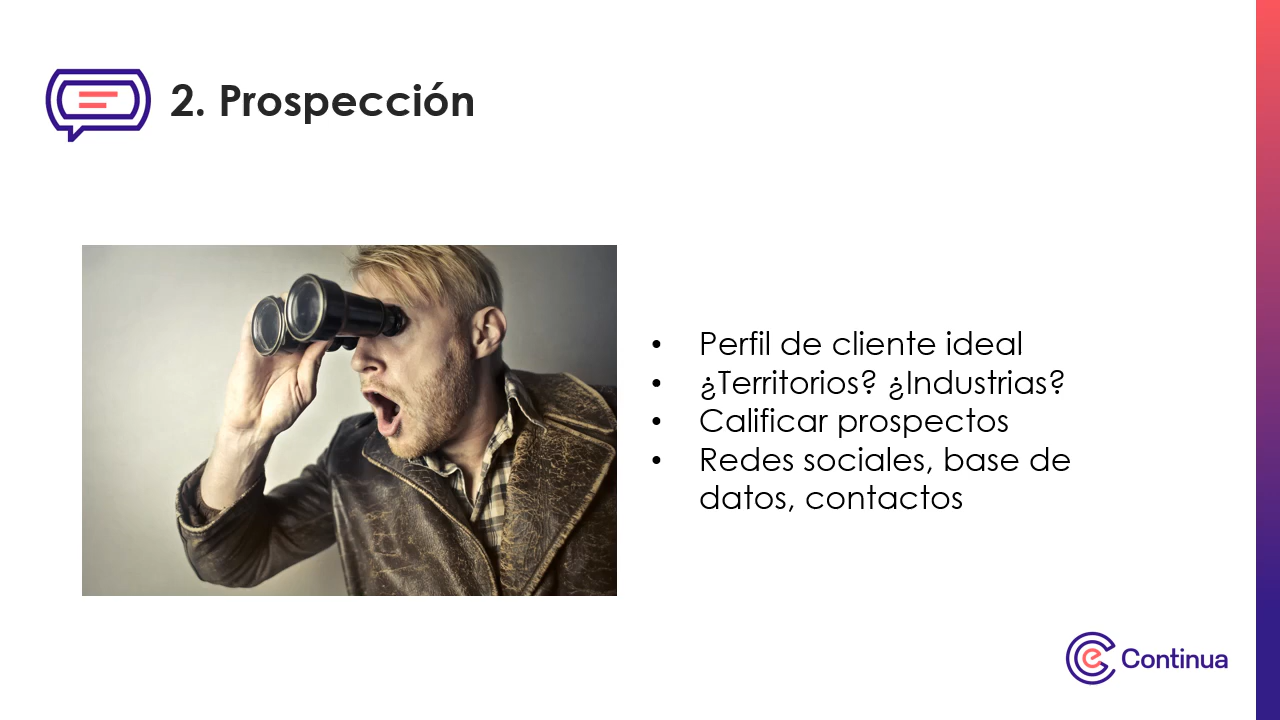 2. Prospección
• Perfil de cliente ideal
• ¿Territorios? ¿Industrias?
• Calificar prospectos
• Redes sociales, base de
datos, contactos
Continua